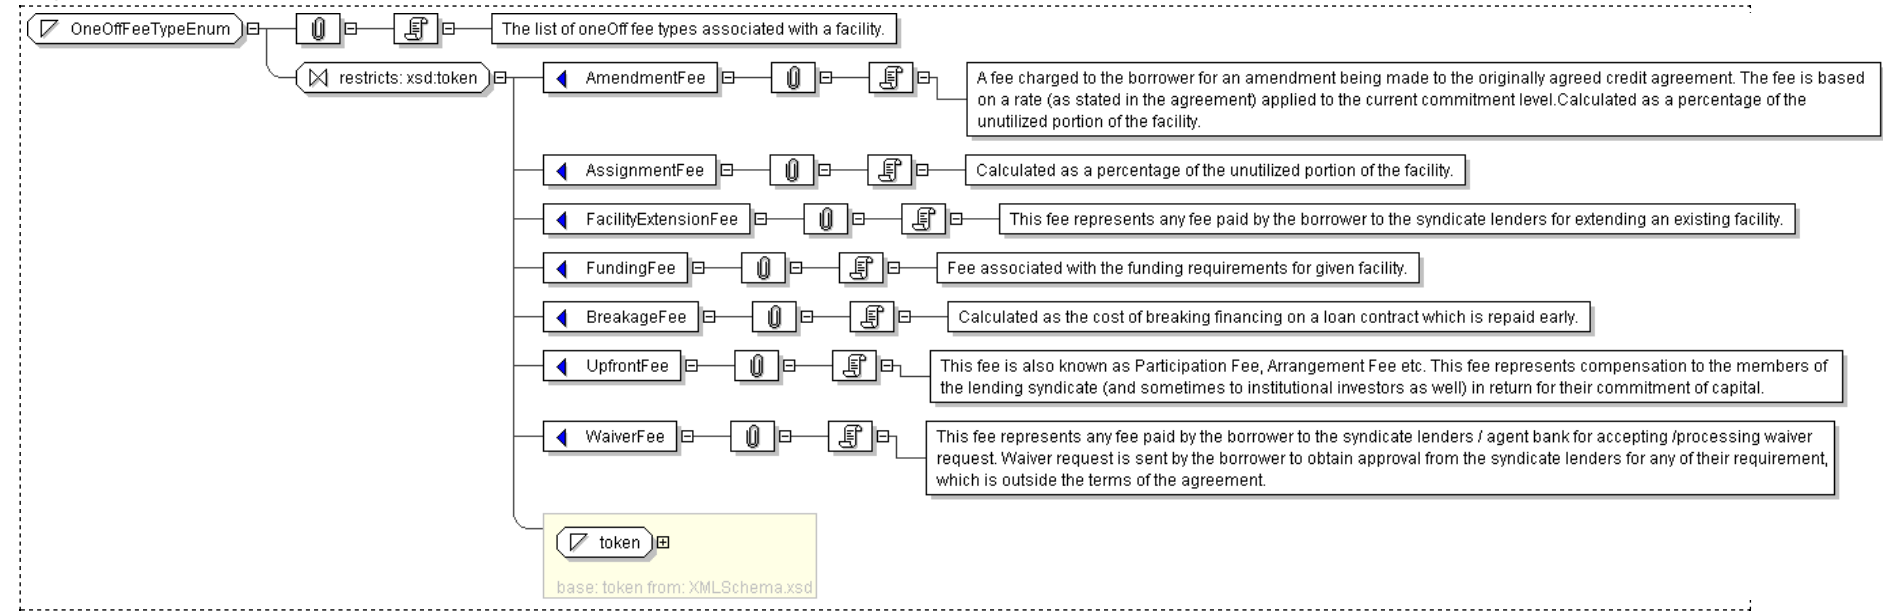 OneOffFeeTypeEnum
The list of oneOff fee types associated with a facility.
restricts: xsd:token
AmendmentFee
A fee charged to the borrower for an amendment being made to the originally agreed credit agreement. The fee is based
on a rate (as stated in the agreement) applied to the current commitment level.Calculated as a percentage of the
unutilized portion of the facility.
AssignmentFee
Calculated as a percentage of the unutilized portion of the facility.
FacilityExtensionFee
This fee represents any fee paid by the borrower to the syndicate lenders for extending an existing facility.
FundingFee
Fee associated with the funding requirements for given facility.
BreakageFee
Calculated as the cost of breaking financing on a loan contract which is repaid early.
UpfrontFee
This fee is also known as Participation Fee, Arrangement Fee etc. This fee represents compensation to the members of
the lending syndicate (and sometimes to institutional investors as well) in return for their commitment of capital.
WaiverFee
This fee represents any fee paid by the borrower to the syndicate lenders / agent bank for accepting /processing waiver
request. Waiver request is sent by the borrower to obtain approval from the syndicate lenders for any of their requirement,
which is outside the terms of the agreement.
token
base: token from: XMLSchema.xsd